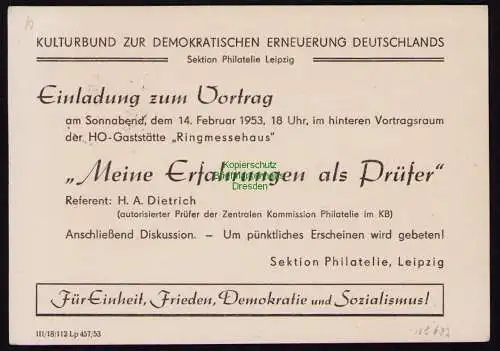 KULTURBUND ZUR DEMOKRATISCHEN ERNEUERUNG DEUTSCHLANDS
Sektion Philatelie Leipzig
Einladung zum Vortrag
am Sonnabend, dem 14. Februar 1953, 18 Uhr, im hinteren Vortragsraum
der HO-Gaststätte „Ringmessehaus"
„Meine Erfahrungen als Prüfer"
Kopierschutz
Dresden
Referent: H. A. Dietrich
(autorisierter Prüfer der Zentralen Kommission Philatelie im KB)
Anschließend Diskussion. – Um pünktliches Erscheinen wird gebeten!
Sektion Philatelie, Leipzig
Für Einheit, Frieden, Demokratie und Sozialismus!
III/18/112 Lp 457/53